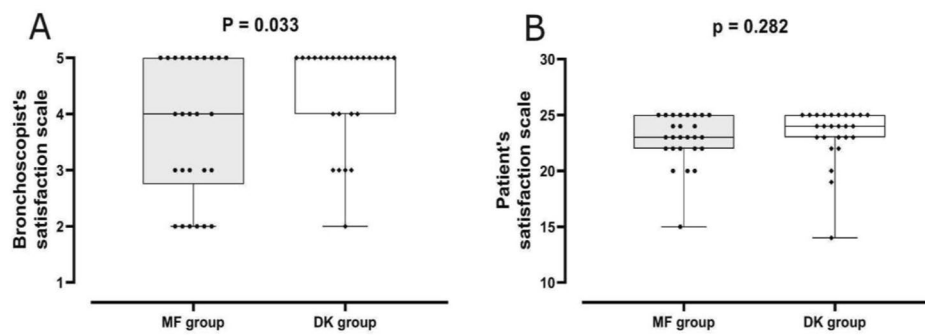 A
P = 0.033
Bronchoscopist's
satisfaction scale
5
4
3
2
1
MF group
DK group
B
p = 0.282
Patient's
satisfaction scale
30
25
20
15
10
MF group
DK group